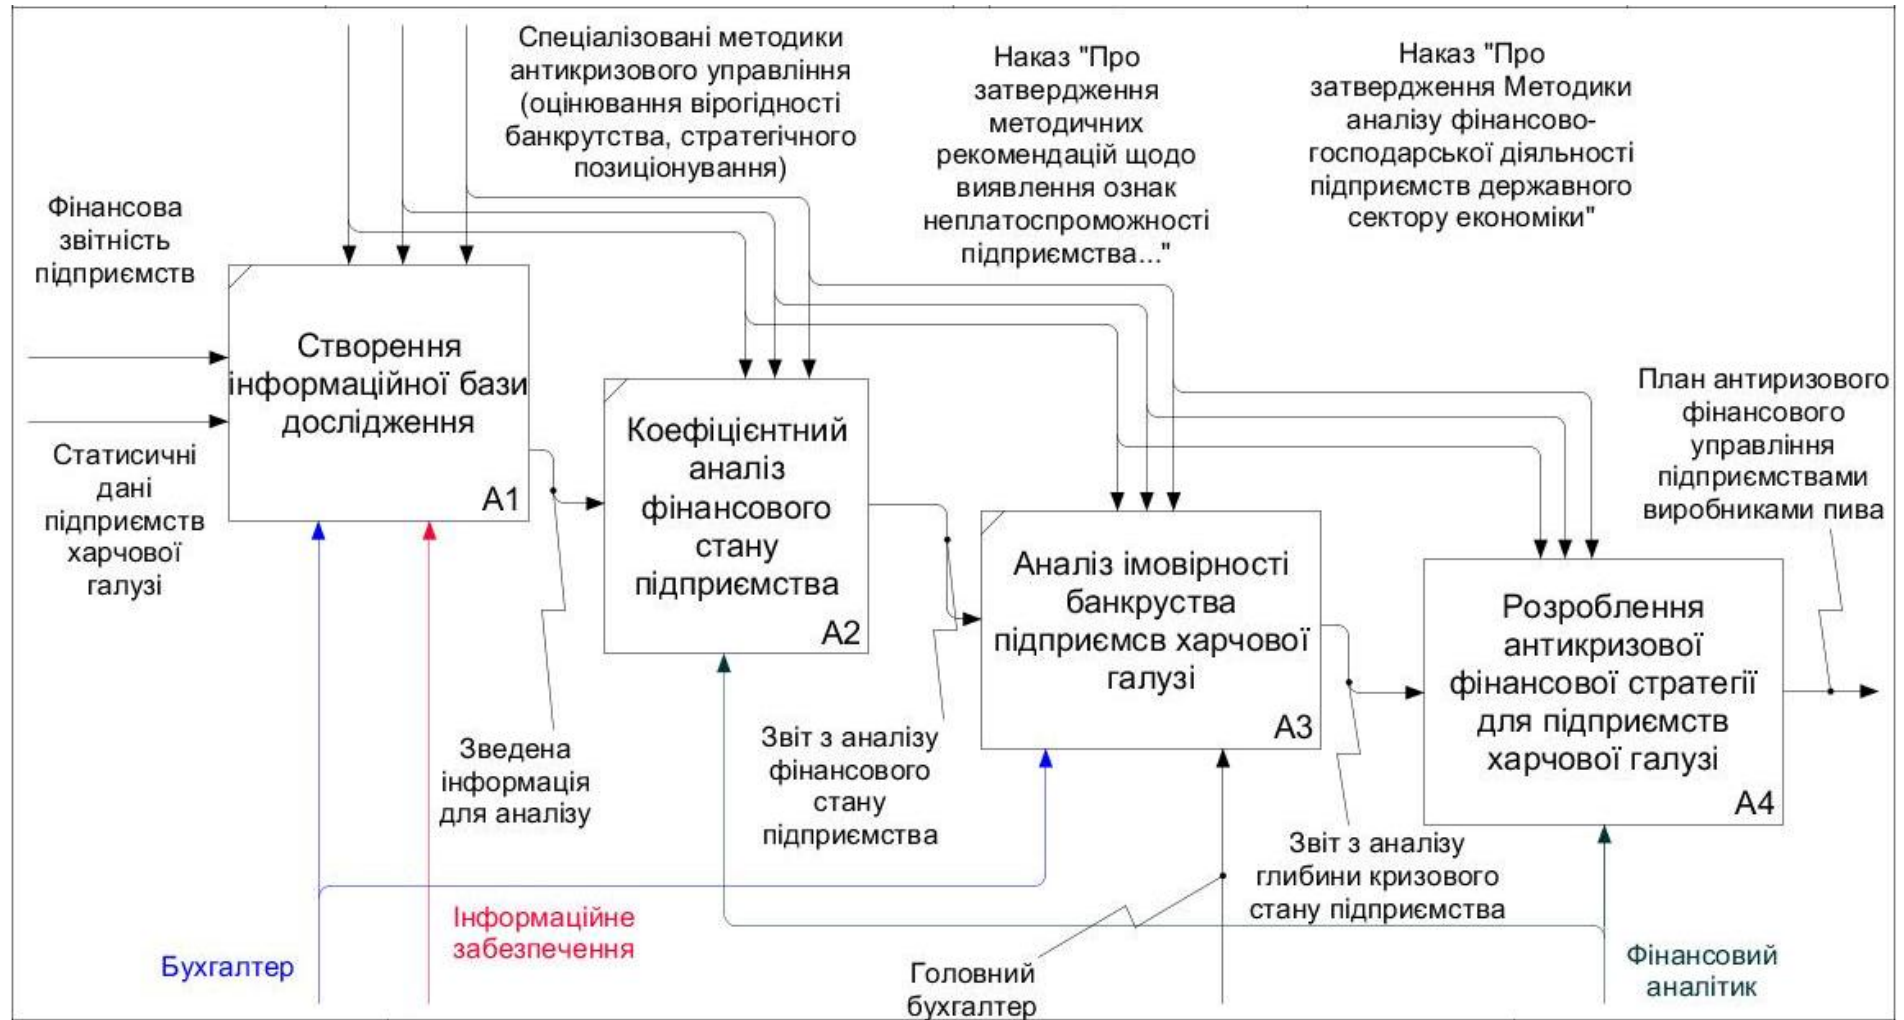 Спеціалізовані методики
антикризового управління
(оцінювання вірогідності
банкрутства, стратегічного
позиціонування)
Наказ "Про
затвердження
методичних
рекомендацій щодо
виявлення ознак
неплатоспроможності
підприємства..."
Наказ "Про
затвердження Методики
аналізу фінансово-
господарської діяльності
підприємств державного
сектору економіки"
Фінансова
звітність
підприємств
Статисичні
дані
підприємств
харчової
галузі
Створення
інформаційної бази
дослідження
А1
Коефіцієнтний
аналіз
фінансового
стану
підприємства
А2
Аналіз імовірності
банкруства
підприємсв харчової
галузі
А3
Розроблення
антикризової
фінансової стратегії
для підприємств
харчової галузі
А4
План антиризового
фінансового
управління
підприємствами
виробниками пива
Зведена
інформація
для аналізу
Звіт з аналізу
фінансового
стану
підприємства
Звіт з аналізу
глибини кризового
стану підприємства
Бухгалтер
Інформаційне
забезпечення
Головний
бухгалтер
Фінансовий
аналітик